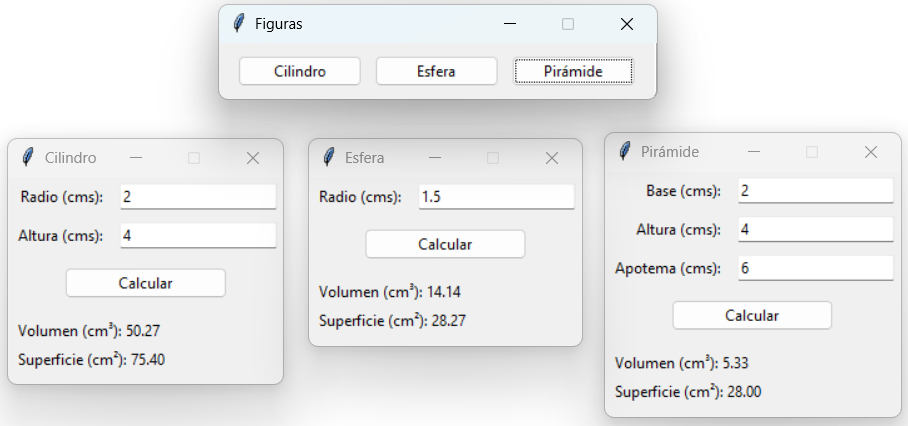 Figuras
Cilindro Esfera Pirámide
Cilindro
Radio (cms): 2
Altura (cms): 4
Calcular
Volumen (cm³): 50.27
Superficie (cm²): 75.40
Esfera
Radio (cms): 1.5
Calcular
Volumen (cm³): 14.14
Superficie (cm²): 28.27
Pirámide
Base (cms): 2
Altura (cms): 4
Apotema (cms): 6
Calcular
Volumen (cm³): 5.33
Superficie (cm²): 28.00